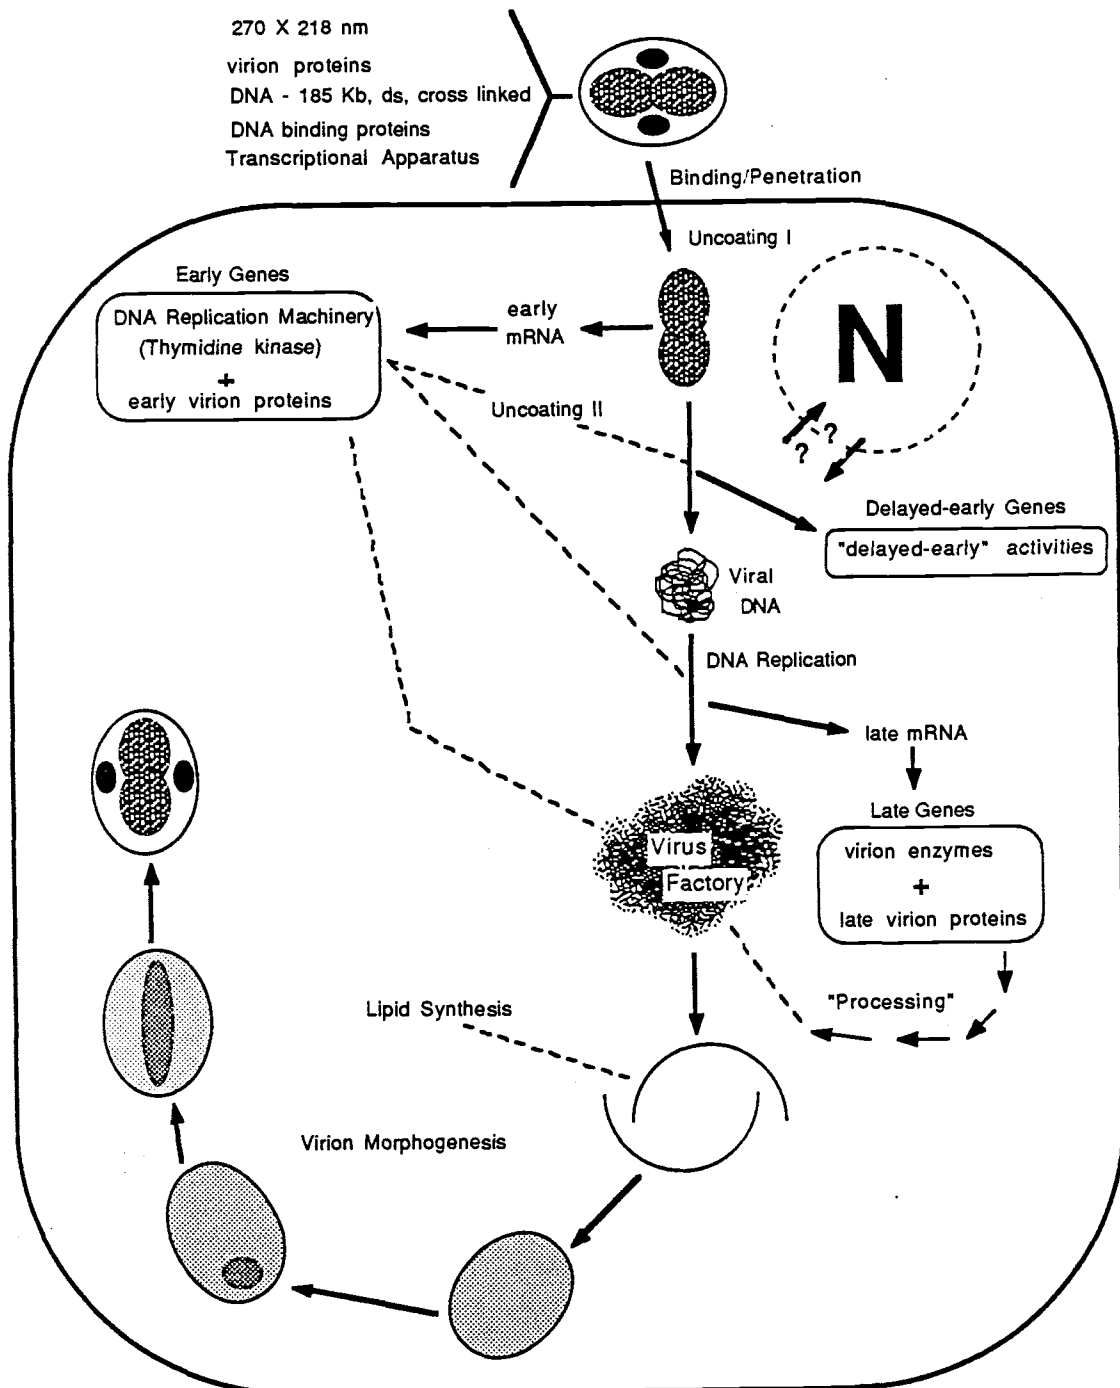 270 X 218 nm
virion proteins
DNA - 185 Kb, ds, cross linked
DNA binding proteins
Transcriptional Apparatus
Binding/Penetration
Uncoating I
Early Genes
DNA Replication Machinery
(Thymidine kinase)
+
early virion proteins
early
mRNA
N
? - ?
Uncoating II
Delayed-early Genes
"delayed-early" activities
Viral
DNA
DNA Replication
late mRNA
Late Genes
virion enzymes
+
late virion proteins
Virus
Factory
"Processing"
Lipid Synthesis
Virion Morphogenesis